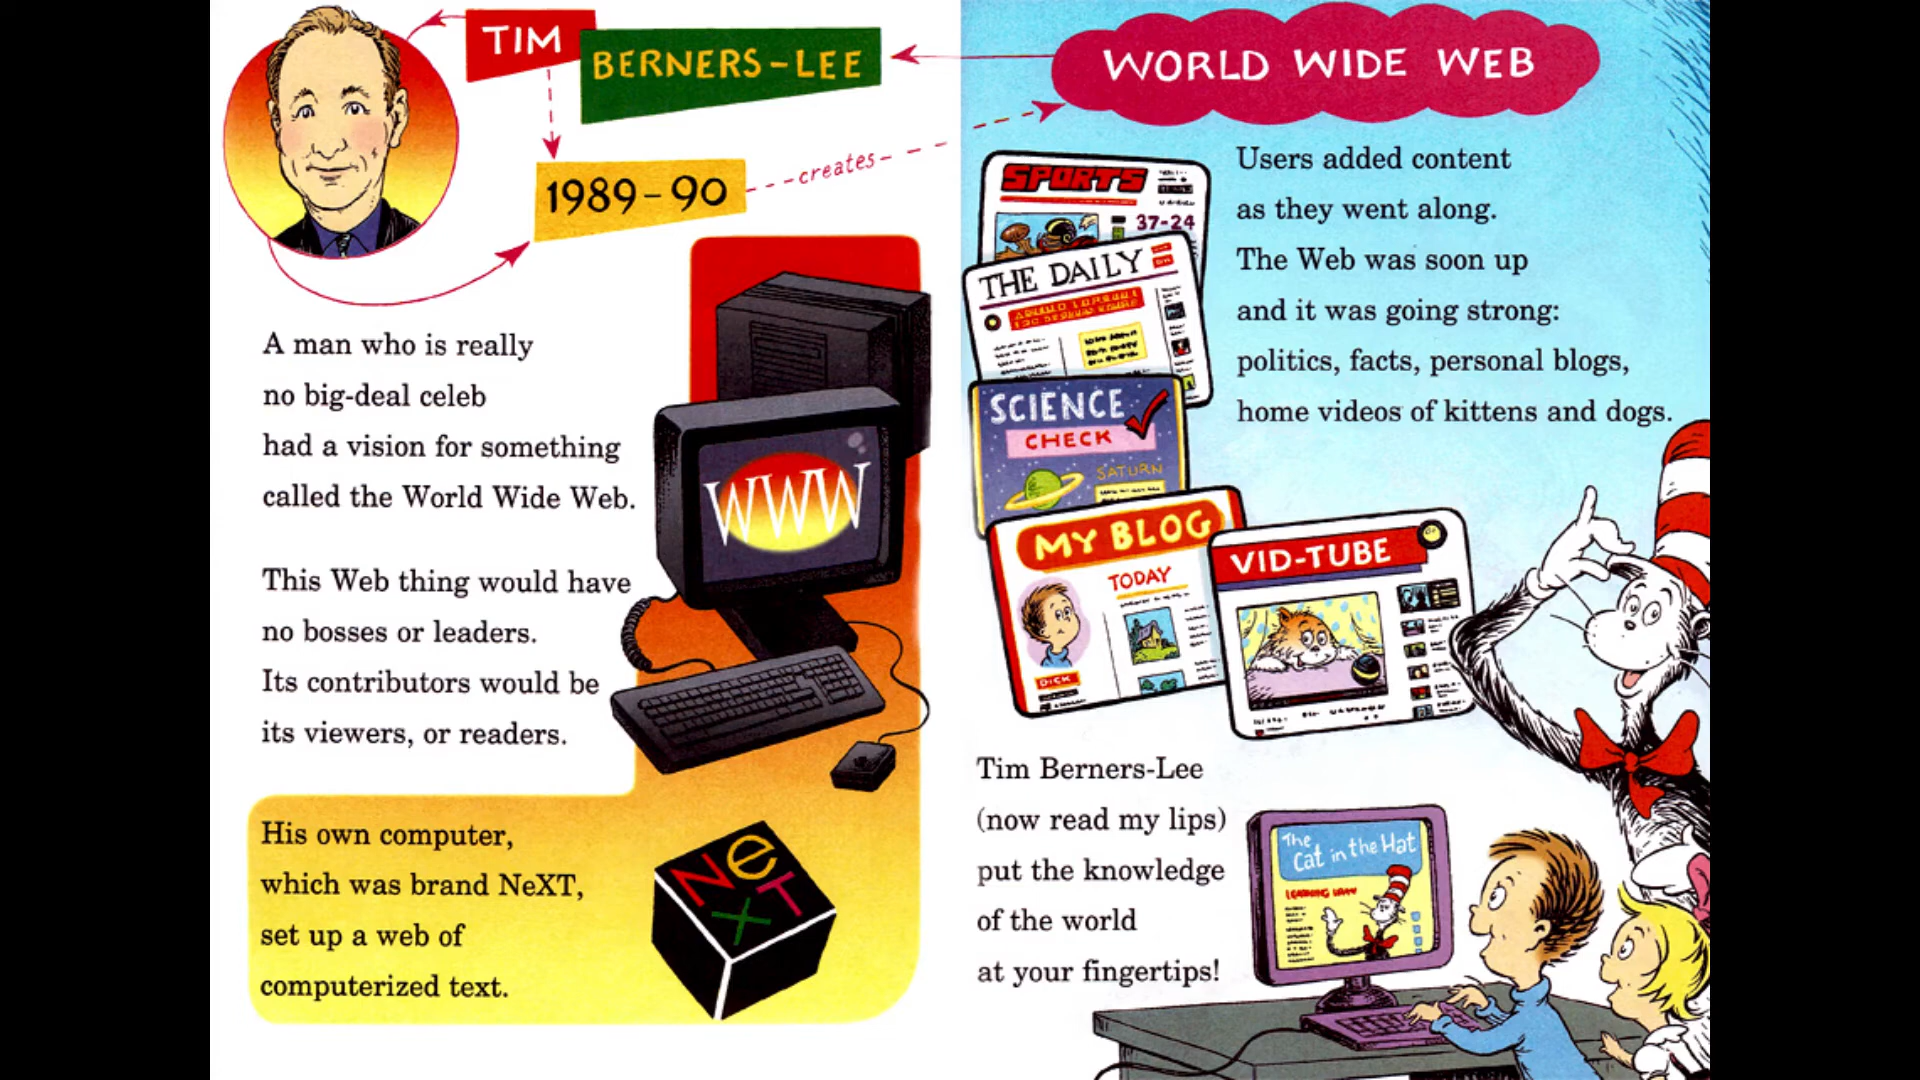 TIM
BERNERS-LEE
1989-90
creates
A man who is really
no big-deal celeb
had a vision for something
called the World Wide Web.
This Web thing would have
no bosses or leaders.
Its contributors would be
its viewers, or readers.
His own computer,
which was brand NeXT,
set up a web of
computerized text.
WWW
NeXT
WORLD WIDE WEB
Users added content
as they went along.
The Web was soon up
and it was going strong:
politics, facts, personal blogs,
home videos of kittens and dogs.
SPORTS
37-24
THE DAILY
SCIENCE
CHECK
SATURN
MY BLOG
TODAY
DICK
VID-TUBE
Tim Berners-Lee
(now read my lips)
put the knowledge
of the world
at your fingertips!
The
Cat in the Hat